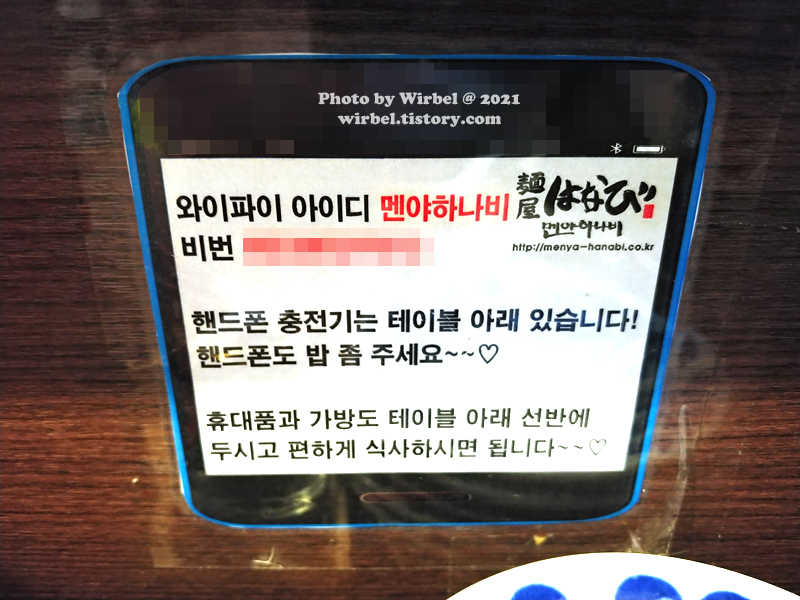 Photo by Wirbel @ 2021
wirbel.tistory.com
와이파이 아이디 멘야하나비
비번
麺屋 はなび
멘야하나비
http://menya-hanabi.co.kr
핸드폰 충전기는 테이블 아래 있습니다!
핸드폰도 밥 좀 주세요~~♡
휴대품과 가방도 테이블 아래 선반에
두시고 편하게 식사하시면 됩니다~~♡